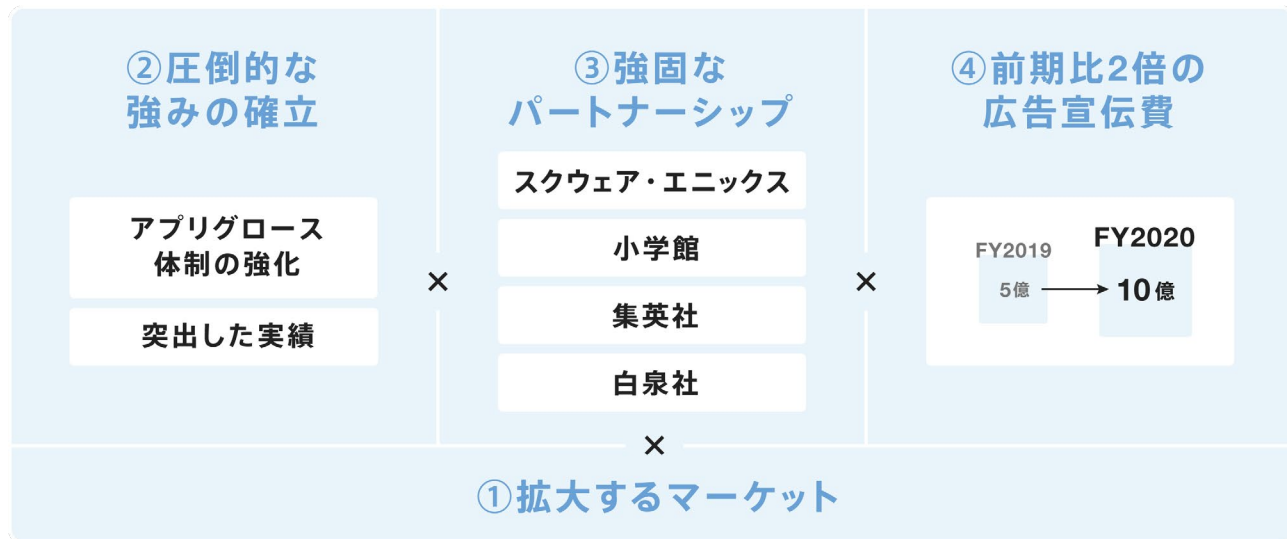 ②圧倒的な
強みの確立
アプリグロース
体制の強化
突出した実績
×
③強固な
パートナーシップ
スクウェア・エニックス
小学館
集英社
白泉社
×
④前期比2倍の
広告宣伝費
FY2019
5億
FY2020
10億
×
①拡大するマーケット